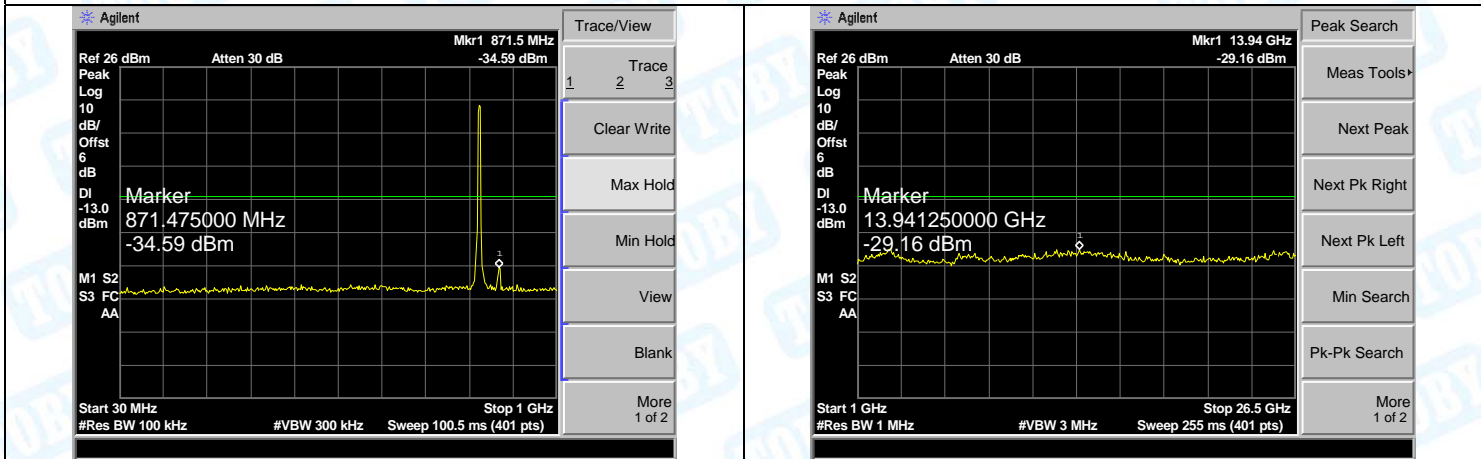 Agilent
Trace/View
Mkr1 871.5 MHz
Ref 26 dBm Atten 30 dB -34.59 dBm
Peak
Log
10
dB/
Offst
6
dB
DI
-13.0
dBm
M1 S2
S3 FC
AA
Marker
871.475000 MHz
-34.59 dBm
1
Start 30 MHz Stop 1 GHz
#Res BW 100 kHz #VBW 300 kHz Sweep 100.5 ms (401 pts)
Trace
1 2 3
Clear Write
Max Hold
Min Hold
View
Blank
More
1 of 2
Agilent
Peak Search
Mkr1 13.94 GHz
Ref 26 dBm Atten 30 dB -29.16 dBm
Peak
Log
10
dB/
Offst
6
dB
DI
-13.0
dBm
M1 S2
S3 FC
AA
Marker
13.941250000 GHz
-29.16 dBm
1
Start 1 GHz Stop 26.5 GHz
#Res BW 1 MHz #VBW 3 MHz Sweep 255 ms (401 pts)
Meas Tools
Next Peak
Next Pk Right
Next Pk Left
Min Search
Pk-Pk Search
More
1 of 2
TOBY